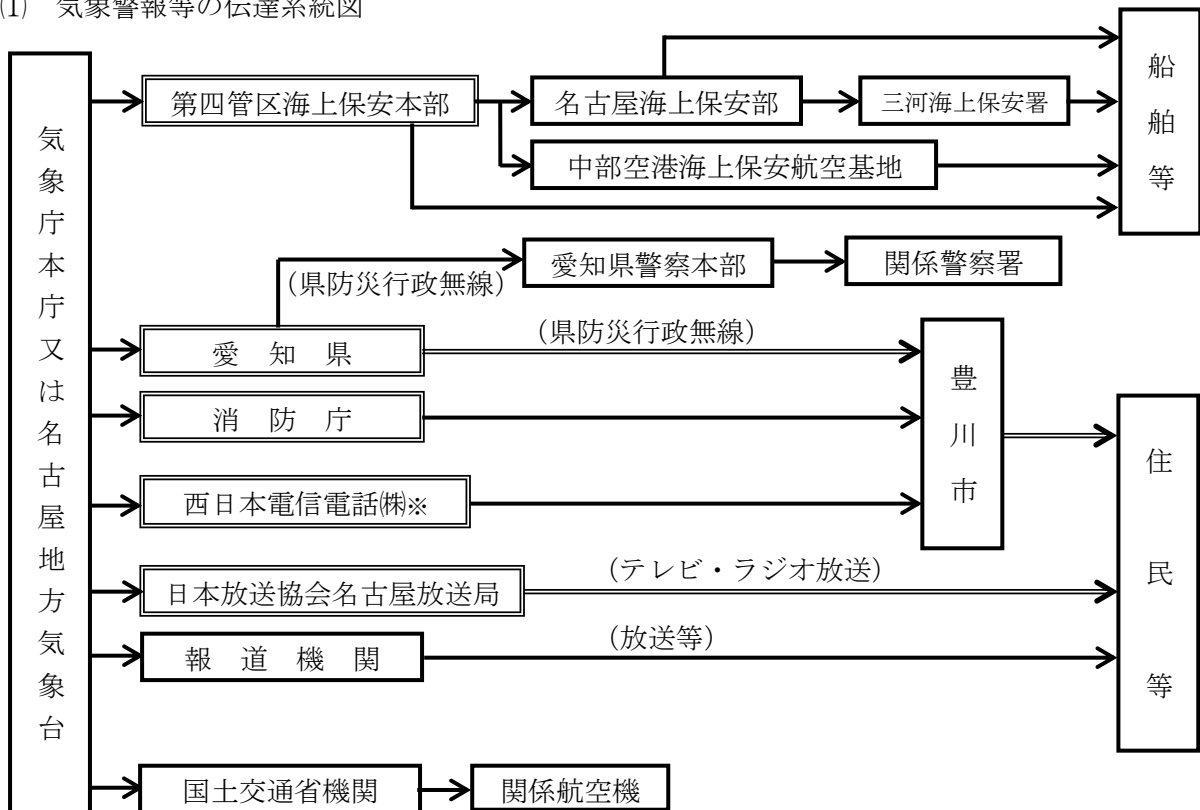 ⑴ 気象警報等の伝達系統図
気象庁本庁又は名古屋地方気象台
第四管区海上保安本部
名古屋海上保安部
三河海上保安署
中部空港海上保安航空基地
船舶等
愛知県警察本部
関係警察署
(県防災行政無線)
愛知県
(県防災行政無線)
消防庁
西日本電信電話㈱※
豊川市
日本放送協会名古屋放送局
(テレビ・ラジオ放送)
報道機関
(放送等)
住民等
国土交通省機関
関係航空機